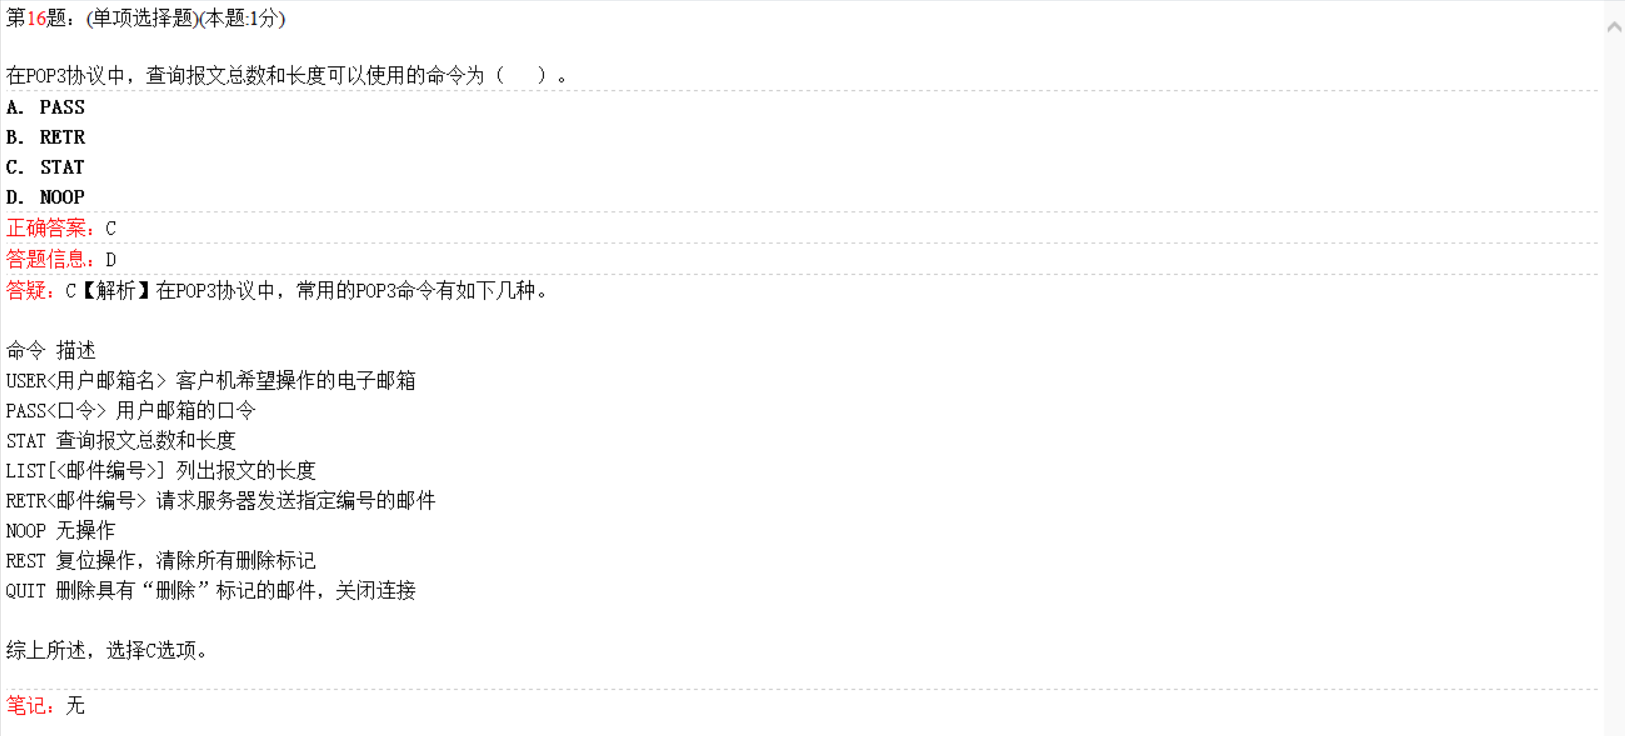 第16题：(单项选择题)(本题:1分)
在POP3协议中，查询报文总数和长度可以使用的命令为（   ）。
A. PASS
B. RETR
C. STAT
D. NOOP
正确答案：C
答题信息：D
答疑：C【解析】在POP3协议中，常用的POP3命令有如下几种。
命令 描述
USER<用户邮箱名> 客户机希望操作的电子邮箱
PASS<口令> 用户邮箱的口令
STAT 查询报文总数和长度
LIST[<邮件编号>] 列出报文的长度
RETR<邮件编号> 请求服务器发送指定编号的邮件
NOOP 无操作
REST 复位操作，清除所有删除标记
QUIT 删除具有“删除”标记的邮件，关闭连接
综上所述，选择C选项。
笔记：无